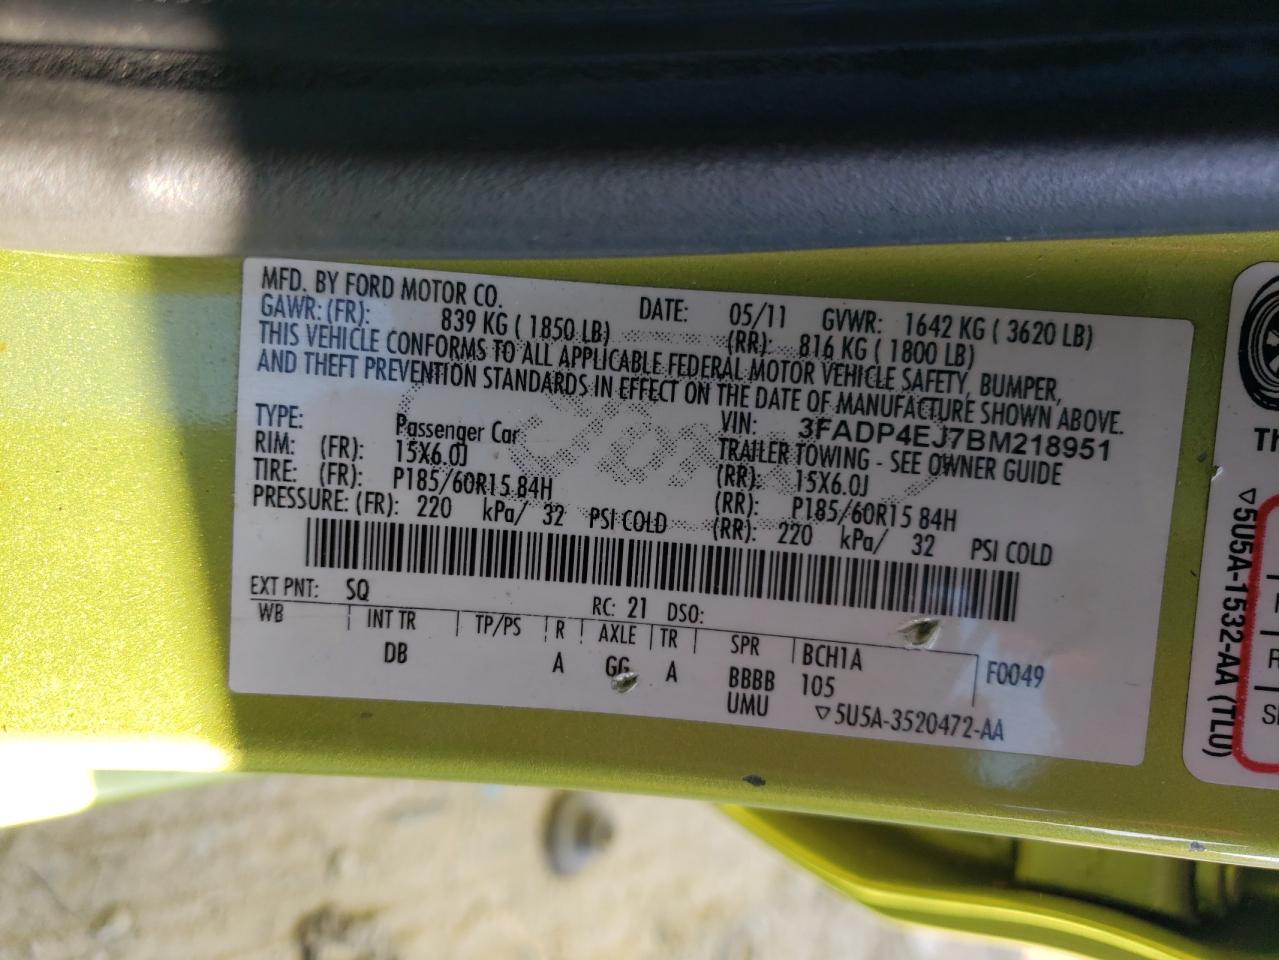 MFD. BY FORD MOTOR CO. DATE: 05/11 GVWR: 1642 KG ( 3620 LB)
GAWR: (FR): 839 KG ( 1850 LB) (RR): 816 KG ( 1800 LB)
THIS VEHICLE CONFORMS TO ALL APPLICABLE FEDERAL MOTOR VEHICLE SAFETY, BUMPER,
AND THEFT PREVENTION STANDARDS IN EFFECT ON THE DATE OF MANUFACTURE SHOWN ABOVE.
VIN: 3FADP4EJ7BM218951
TYPE: Passenger Car TRAILER TOWING - SEE OWNER GUIDE
RIM: (FR): 15X6.0J (RR): 15X6.0J
TIRE: (FR): P185/60R15 84H (RR): P185/60R15 84H
PRESSURE: (FR): 220 kPa/ 32 PSI COLD (RR): 220 kPa/ 32 PSI COLD
EXT PNT: SQ RC: 21 DSO:
WB INT TR TP/PS R AXLE TR SPR BCH1A F0049
DB A GG A BBBB 105
UMU ▽5U5A-3520472-AA
TH
▽5U5A-1532-AA (TLU)